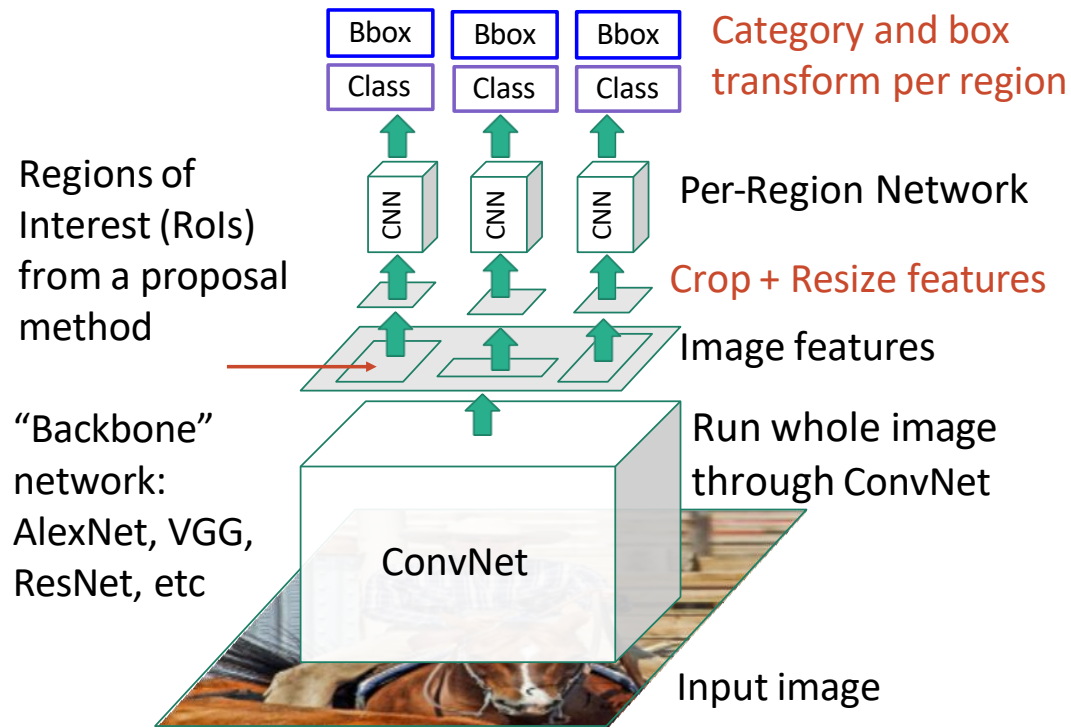 Bbox
Bbox
Bbox
Class
Class
Class
Category and box
transform per region
Regions of
Interest (RoIs)
from a proposal
method
CNN
CNN
CNN
Per-Region Network
Crop + Resize features
Image features
“Backbone”
network:
AlexNet, VGG,
ResNet, etc
Run whole image
through ConvNet
ConvNet
Input image